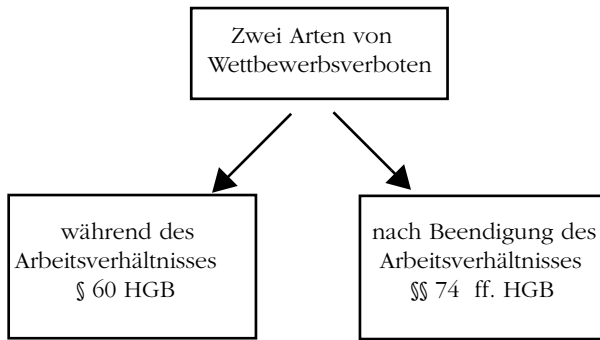 Zwei Arten von
Wettbewerbsverboten
während des
Arbeitsverhältnisses
§ 60 HGB
nach Beendigung des
Arbeitsverhältnisses
§§ 74 ff. HGB